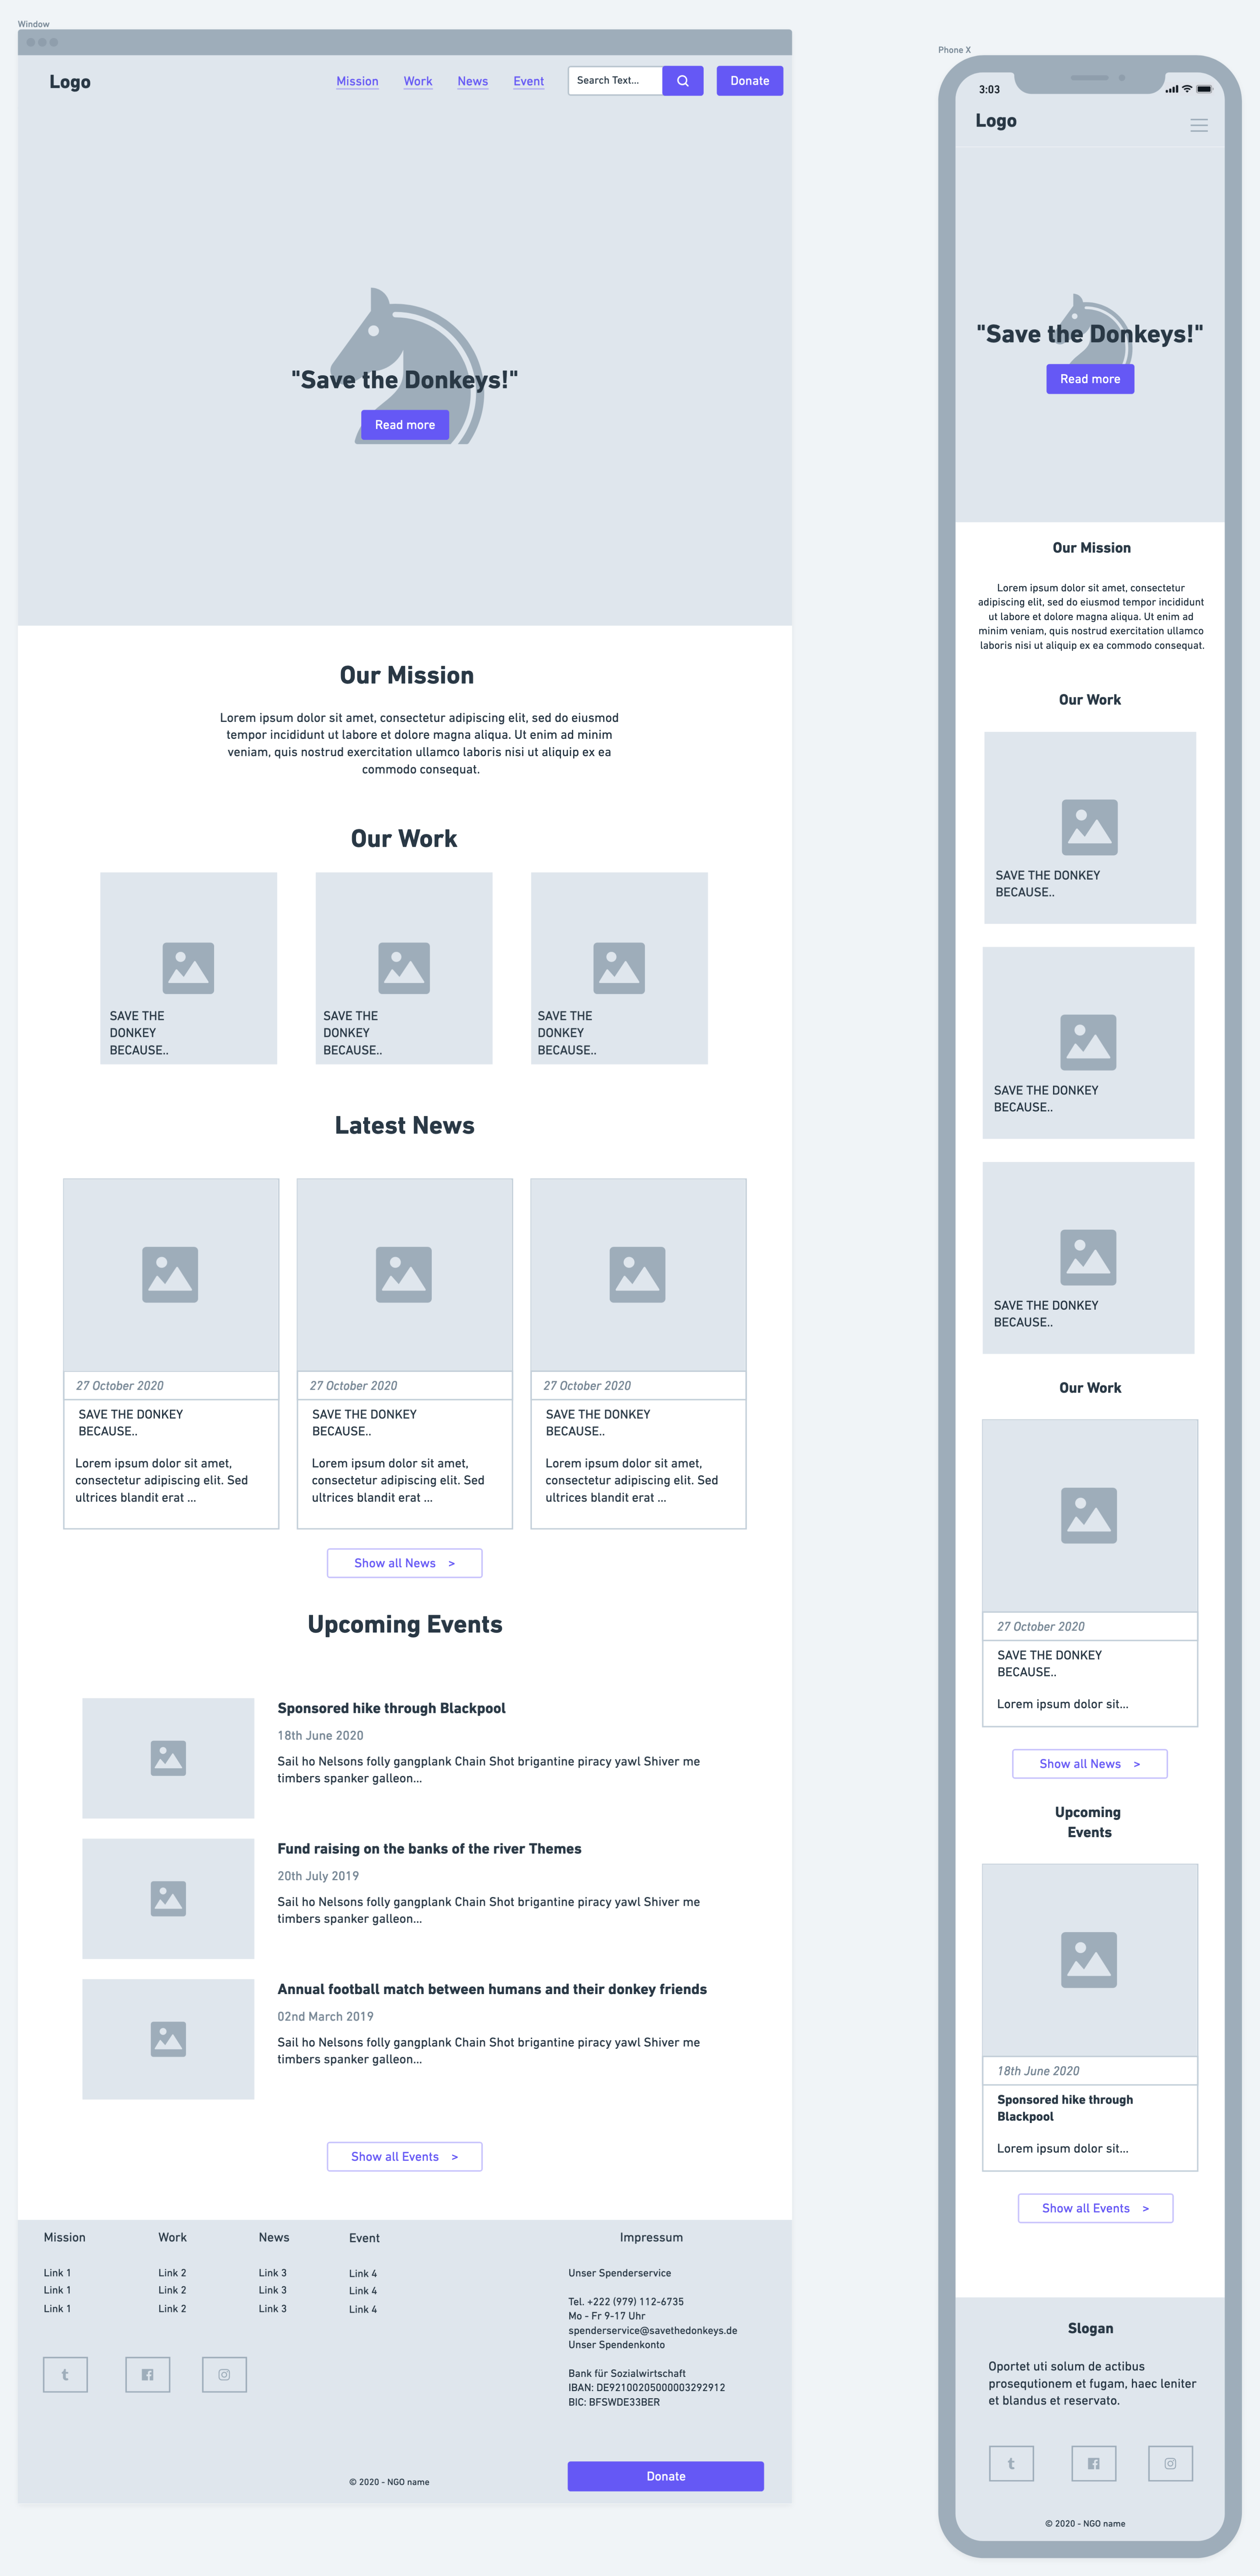 Window
Logo
Mission
Work
News
Event
Search Text...
Donate
"Save the Donkeys!"
Read more
Our Mission
Lorem ipsum dolor sit amet, consectetur adipiscing elit, sed do eiusmod
tempor incididunt ut labore et dolore magna aliqua. Ut enim ad minim
veniam, quis nostrud exercitation ullamco laboris nisi ut aliquip ex ea
commodo consequat.
Our Work
SAVE THE
DONKEY
BECAUSE..
SAVE THE
DONKEY
BECAUSE..
SAVE THE
DONKEY
BECAUSE..
Latest News
27 October 2020
SAVE THE DONKEY
BECAUSE..
Lorem ipsum dolor sit amet,
consectetur adipiscing elit. Sed
ultrices blandit erat ...
27 October 2020
SAVE THE DONKEY
BECAUSE..
Lorem ipsum dolor sit amet,
consectetur adipiscing elit. Sed
ultrices blandit erat ...
27 October 2020
SAVE THE DONKEY
BECAUSE..
Lorem ipsum dolor sit amet,
consectetur adipiscing elit. Sed
ultrices blandit erat ...
Show all News >
Upcoming Events
Sponsored hike through Blackpool
18th June 2020
Sail ho Nelsons folly gangplank Chain Shot brigantine piracy yawl Shiver me
timbers spanker galleon...
Fund raising on the banks of the river Themes
20th July 2019
Sail ho Nelsons folly gangplank Chain Shot brigantine piracy yawl Shiver me
timbers spanker galleon...
Annual football match between humans and their donkey friends
02nd March 2019
Sail ho Nelsons folly gangplank Chain Shot brigantine piracy yawl Shiver me
timbers spanker galleon...
Show all Events >
Mission
Link 1
Link 1
Link 1
Work
Link 2
Link 2
Link 2
News
Link 3
Link 3
Link 3
Event
Link 4
Link 4
Link 4
Impressum
Unser Spenderservice
Tel. +222 (979) 112-6735
Mo - Fr 9-17 Uhr
spenderservice@savethedonkeys.de
Unser Spendenkonto
Bank für Sozialwirtschaft
IBAN: DE92100205000003292912
BIC: BFSWDE33BER
Donate
© 2020 - NGO name
Phone X
3:03
Logo
"Save the Donkeys!"
Read more
Our Mission
Lorem ipsum dolor sit amet, consectetur
adipiscing elit, sed do eiusmod tempor incididunt
ut labore et dolore magna aliqua. Ut enim ad
minim veniam, quis nostrud exercitation ullamco
laboris nisi ut aliquip ex ea commodo consequat.
Our Work
SAVE THE DONKEY
BECAUSE..
SAVE THE DONKEY
BECAUSE..
SAVE THE DONKEY
BECAUSE..
Our Work
27 October 2020
SAVE THE DONKEY
BECAUSE..
Lorem ipsum dolor sit...
Show all News >
Upcoming
Events
18th June 2020
Sponsored hike through
Blackpool
Lorem ipsum dolor sit...
Show all Events >
Slogan
Oportet uti solum de actibus
prosequtionem et fugam, haec leniter
et blandus et reservato.
© 2020 - NGO name